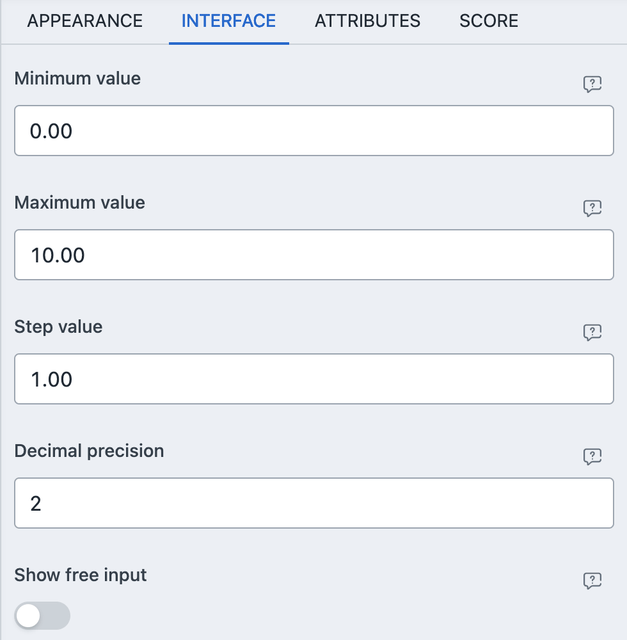 APPEARANCE INTERFACE ATTRIBUTES SCORE
Minimum value
0.00
Maximum value
10.00
Step value
1.00
Decimal precision
2
Show free input